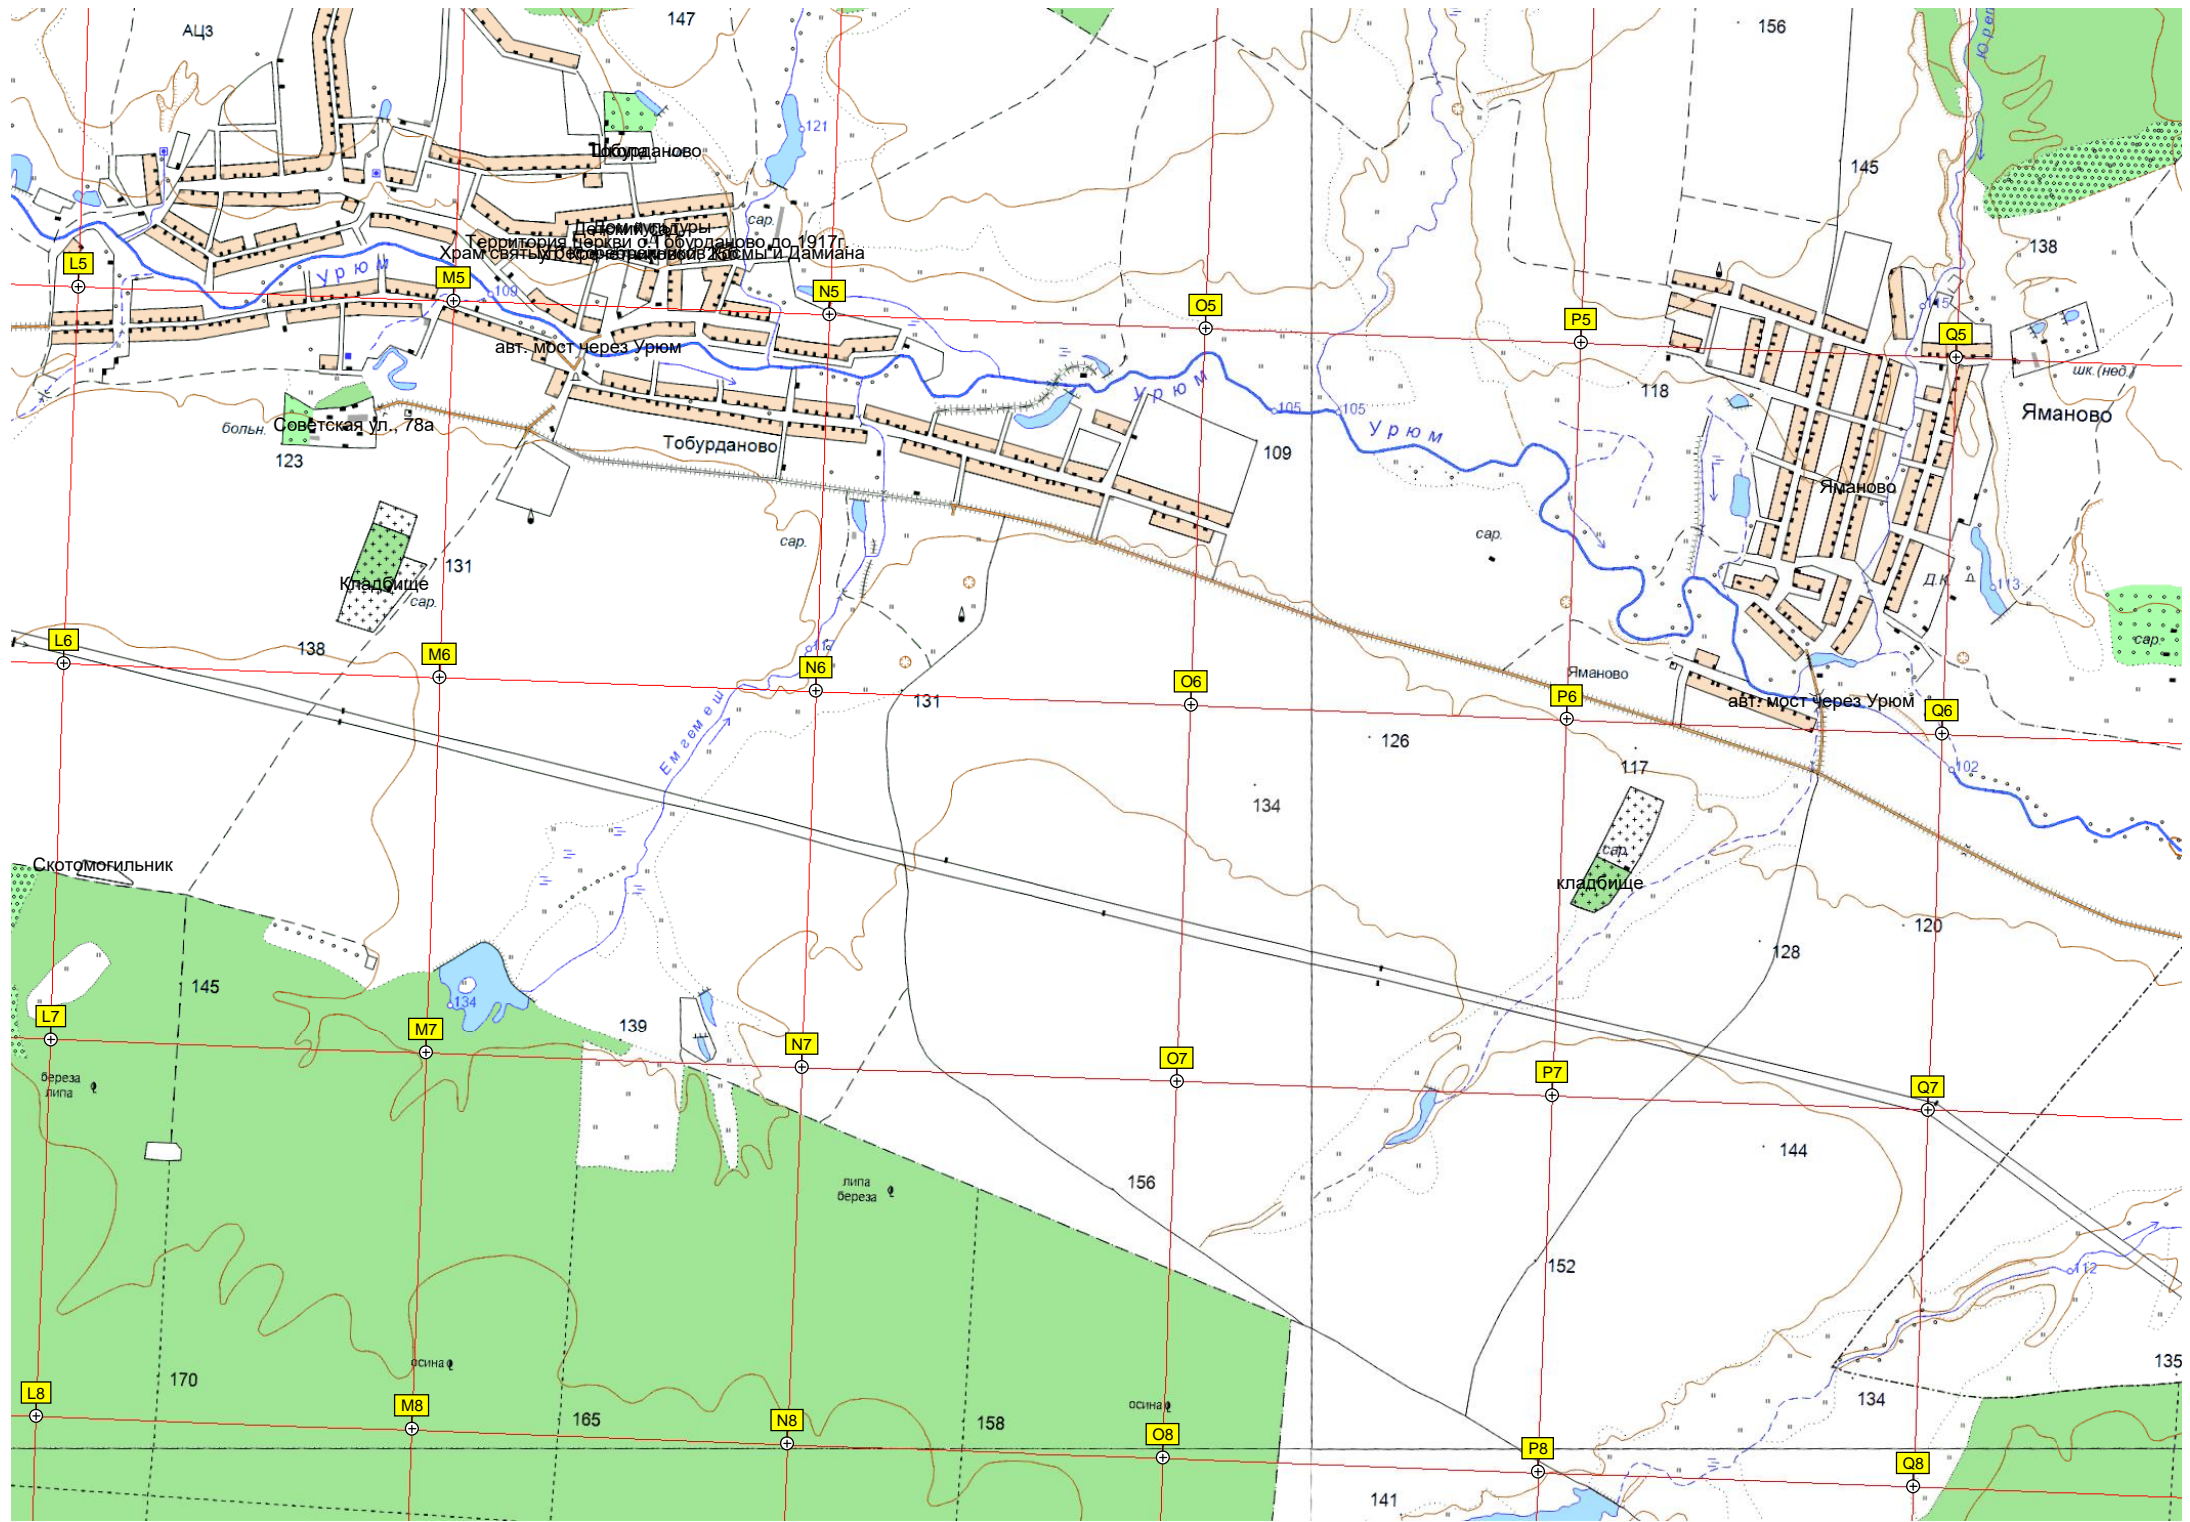 147
156
АЦЗ
Юрет
121
Тобурданово
145
сар.
Дом культуры
138
Территория церкви с. Тобурданово до 1917г.
Храм святых бессребреников Космы и Дамиана
L5
Урюм
M5
109
N5
O5
115
P5
Q5
авт. мост через Урюм
шк.(нед.)
Урюм
118
105
105
Яманово
больн.
Советская ул., 78а
Урюм
Тобурданово
109
123
Яманово
сар.
сар.
131
Кладбище
Д.К.
113
сар.
L6
138
M6
117
сар.
N6
Яманово
O6
P6
131
авт. мост через Урюм
Q6
Емгемеш
126
117
102
134
сар.
Скотомогильник
кладбище
120
128
145
134
L7
M7
139
N7
O7
P7
Q7
береза
липа
144
156
липа
береза
152
112
135
осина
170
L8
M8
134
осина
165
N8
158
O8
P8
Q8
141